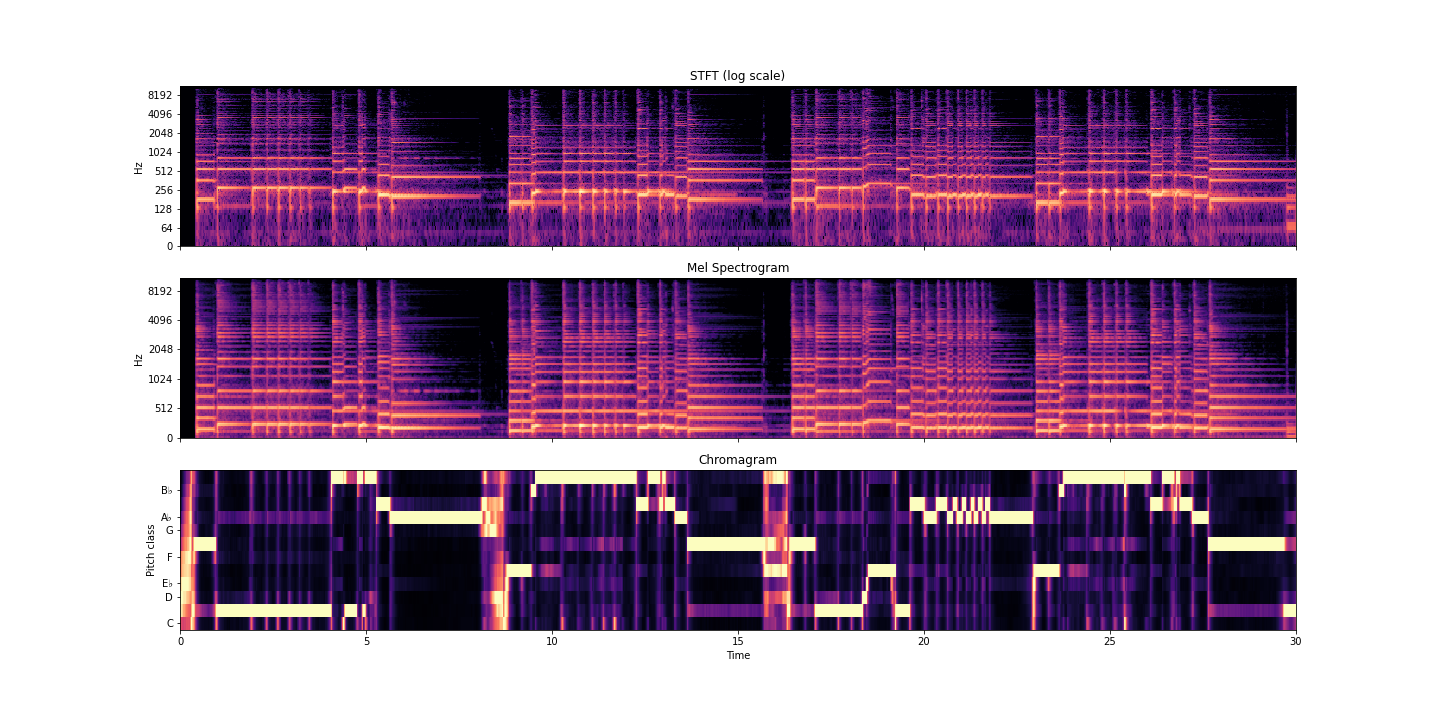 STFT (log scale)
8192
4096
2048
1024
512
256
128
64
0
Hz
Mel Spectrogram
8192
4096
2048
1024
512
0
Hz
Chromagram
B♭
A♭
G
F
E♭
D
C
Pitch class
0 5 10 15 20 25 30
Time